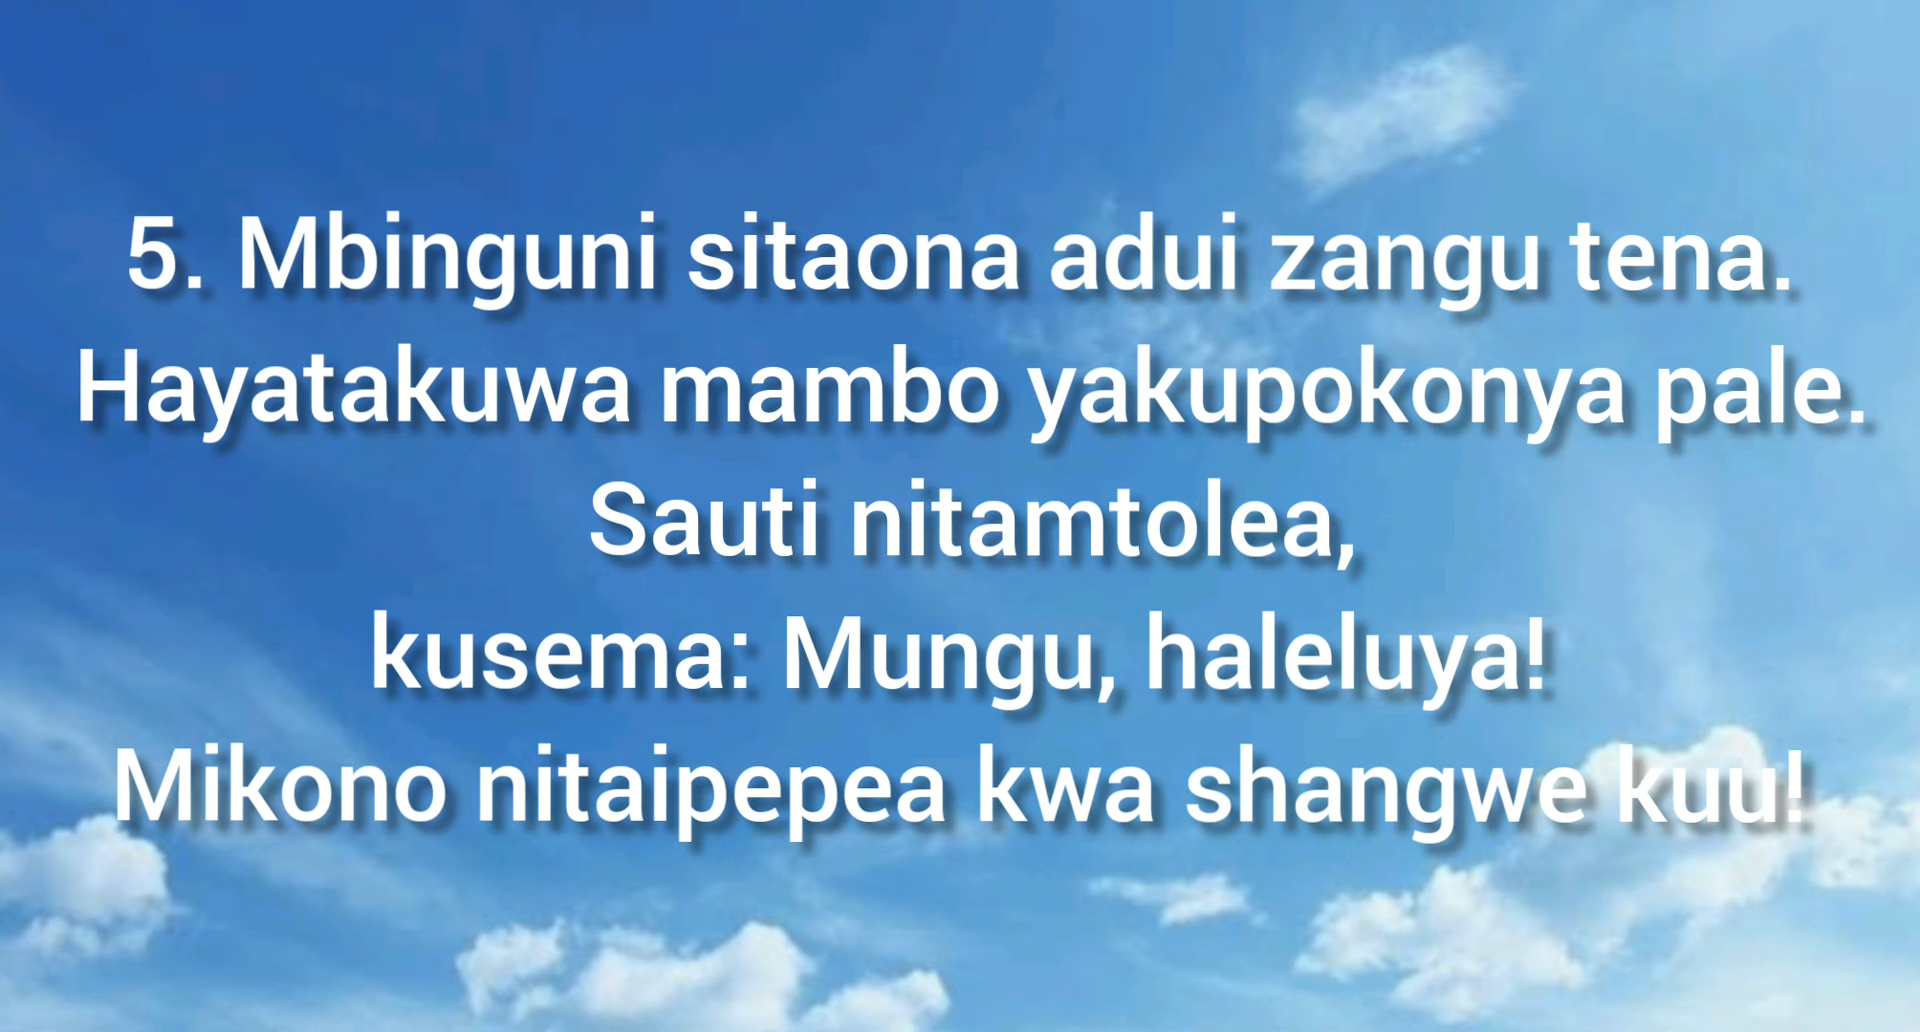 5. Mbinguni sitaona adui zangu tena.
Hayatakuwa mambo yakupokonya pale.
Sauti nitamtolea,
kusema: Mungu, haleluya!
Mikono nitaipepea kwa shangwe kuu!